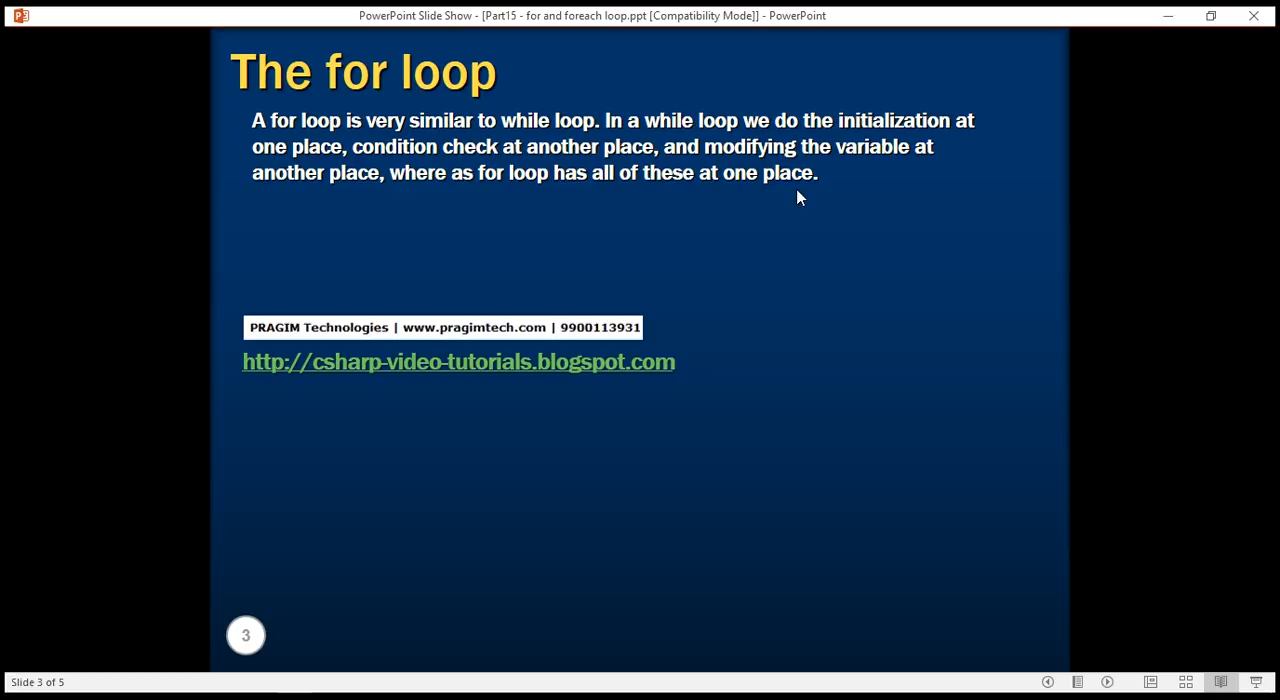 PowerPoint Slide Show - [Part15 - for and foreach loop.ppt [Compatibility Mode]] - PowerPoint
The for loop
A for loop is very similar to while loop. In a while loop we do the initialization at
one place, condition check at another place, and modifying the variable at
another place, where as for loop has all of these at one place.
PRAGIM Technologies | www.pragimtech.com | 9900113931
http://csharp-video-tutorials.blogspot.com
3
Slide 3 of 5